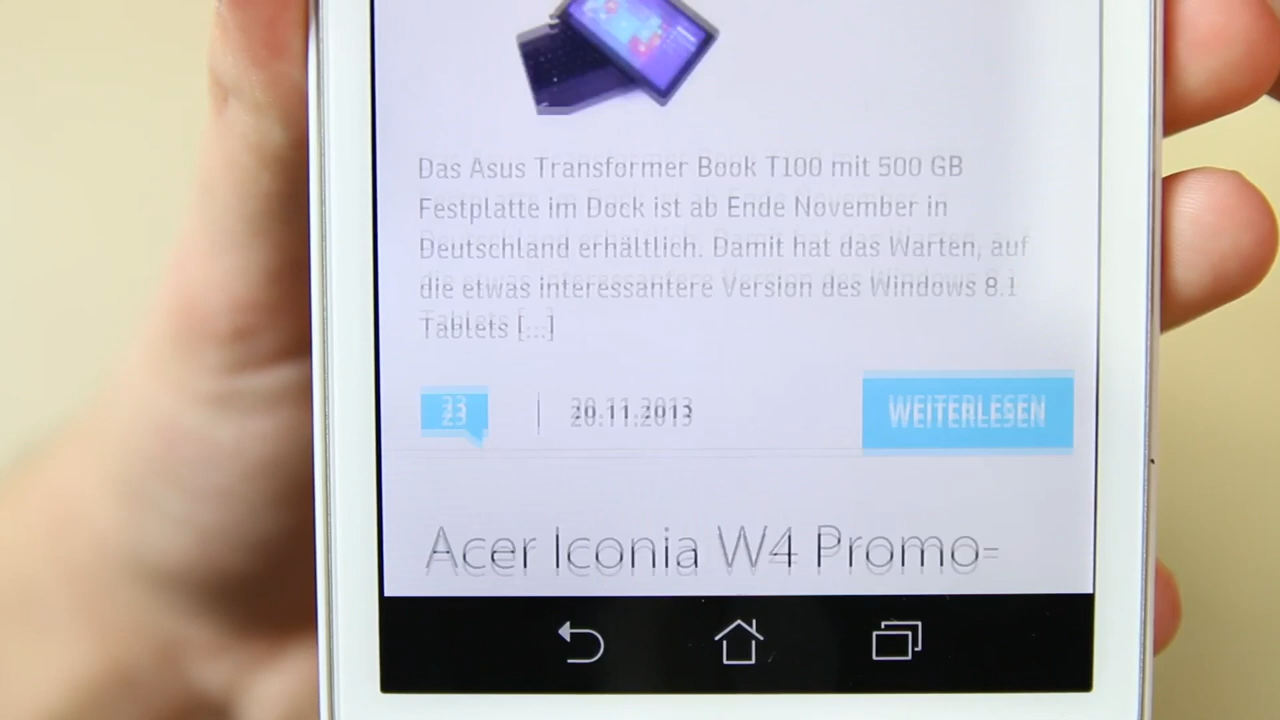 Das Asus Transformer Book T100 mit 500 GB
Festplatte im Dock ist ab Ende November in
Deutschland erhältlich. Damit hat das Warten, auf
die etwas interessantere Version des Windows 8.1
Tablets [...]
23 20.11.2013 WEITERLESEN
Acer Iconia W4 Promo-